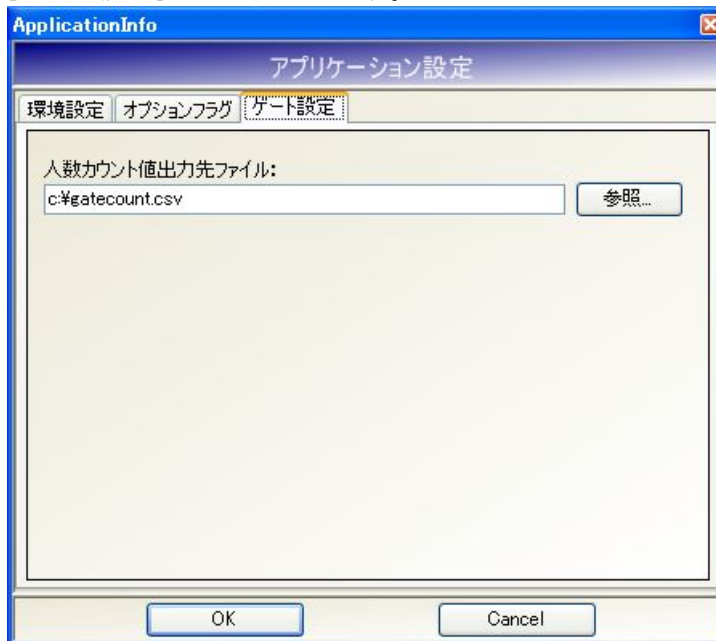 ApplicationInfo
アプリケーション設定
環境設定 オプションフラグ ゲート設定
人数カウント値出力先ファイル:
c:¥gatecount.csv 参照...
OK Cancel